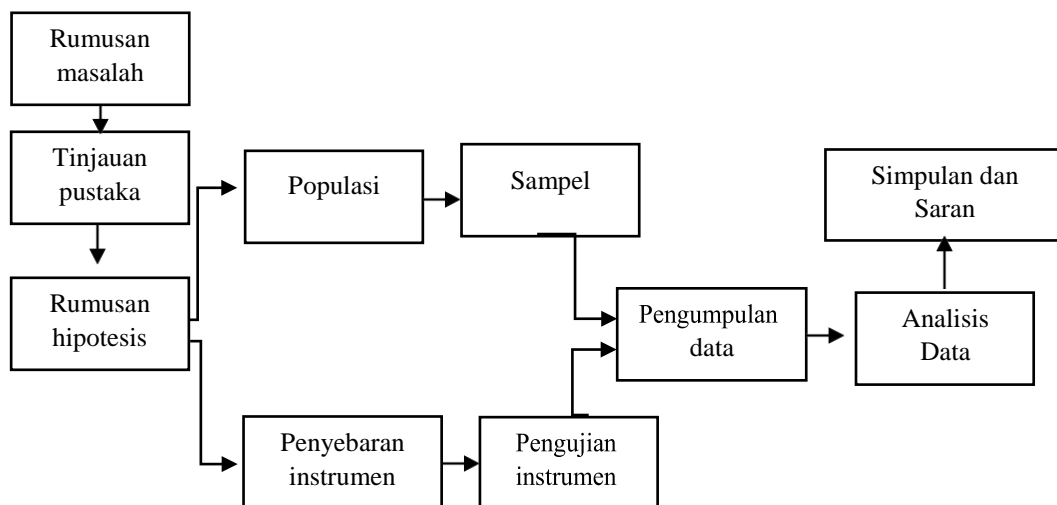 Rumusan
masalah
Tinjauan
pustaka
Rumusan
hipotesis
Populasi
Sampel
Penyebaran
instrumen
Pengujian
instrumen
Pengumpulan
data
Analisis
Data
Simpulan dan
Saran